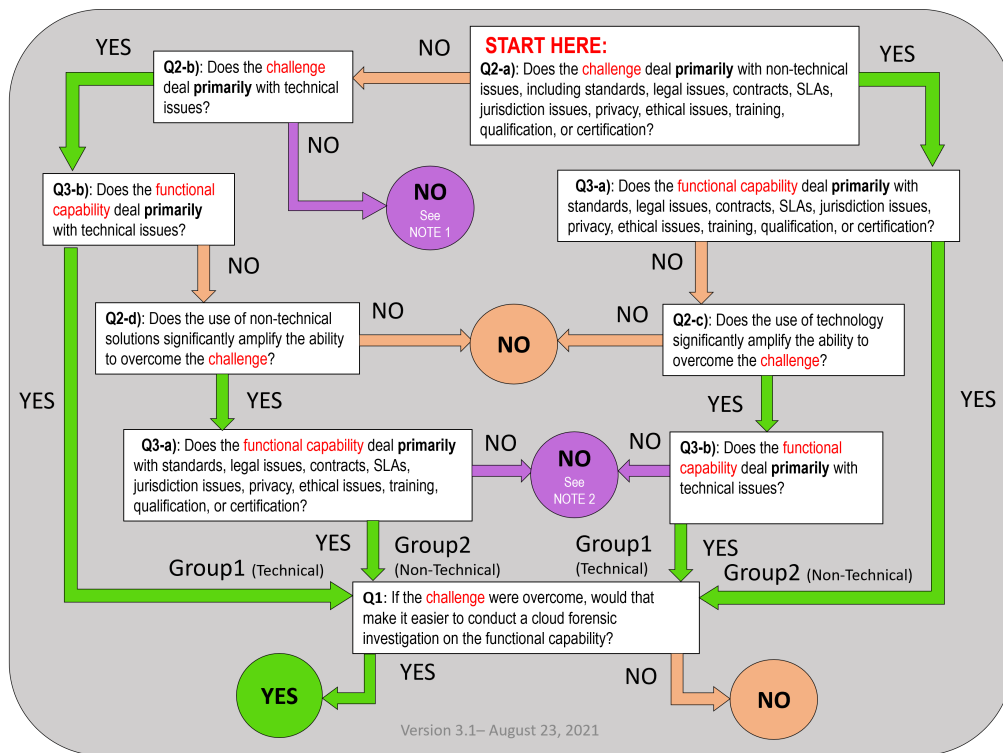 YES
NO
START HERE:
Q2-a): Does the challenge deal primarily with non-technical
issues, including standards, legal issues, contracts, SLAs,
jurisdiction issues, privacy, ethical issues, training,
qualification, or certification?
YES
Q2-b): Does the challenge
deal primarily with technical
issues?
NO
NO
See
NOTE 1
Q3-b): Does the functional
capability deal primarily
with technical issues?
Q3-a): Does the functional capability deal primarily with
standards, legal issues, contracts, SLAs, jurisdiction issues,
privacy, ethical issues, training, qualification, or certification?
NO
NO
Q2-d): Does the use of non-technical
solutions significantly amplify the ability
to overcome the challenge?
NO
NO
NO
Q2-c): Does the use of technology
significantly amplify the ability to
overcome the challenge?
YES
YES
YES
YES
Q3-a): Does the functional capability deal primarily
with standards, legal issues, contracts, SLAs,
jurisdiction issues, privacy, ethical issues, training,
qualification, or certification?
NO
NO
See
NOTE 2
NO
Q3-b): Does the functional
capability deal primarily with
technical issues?
Group1 (Technical)
YES
Group2
(Non-Technical)
Group1
(Technical)
YES
Group2 (Non-Technical)
Q1: If the challenge were overcome, would that
make it easier to conduct a cloud forensic
investigation on the functional capability?
YES
YES
NO
NO
Version 3.1– August 23, 2021